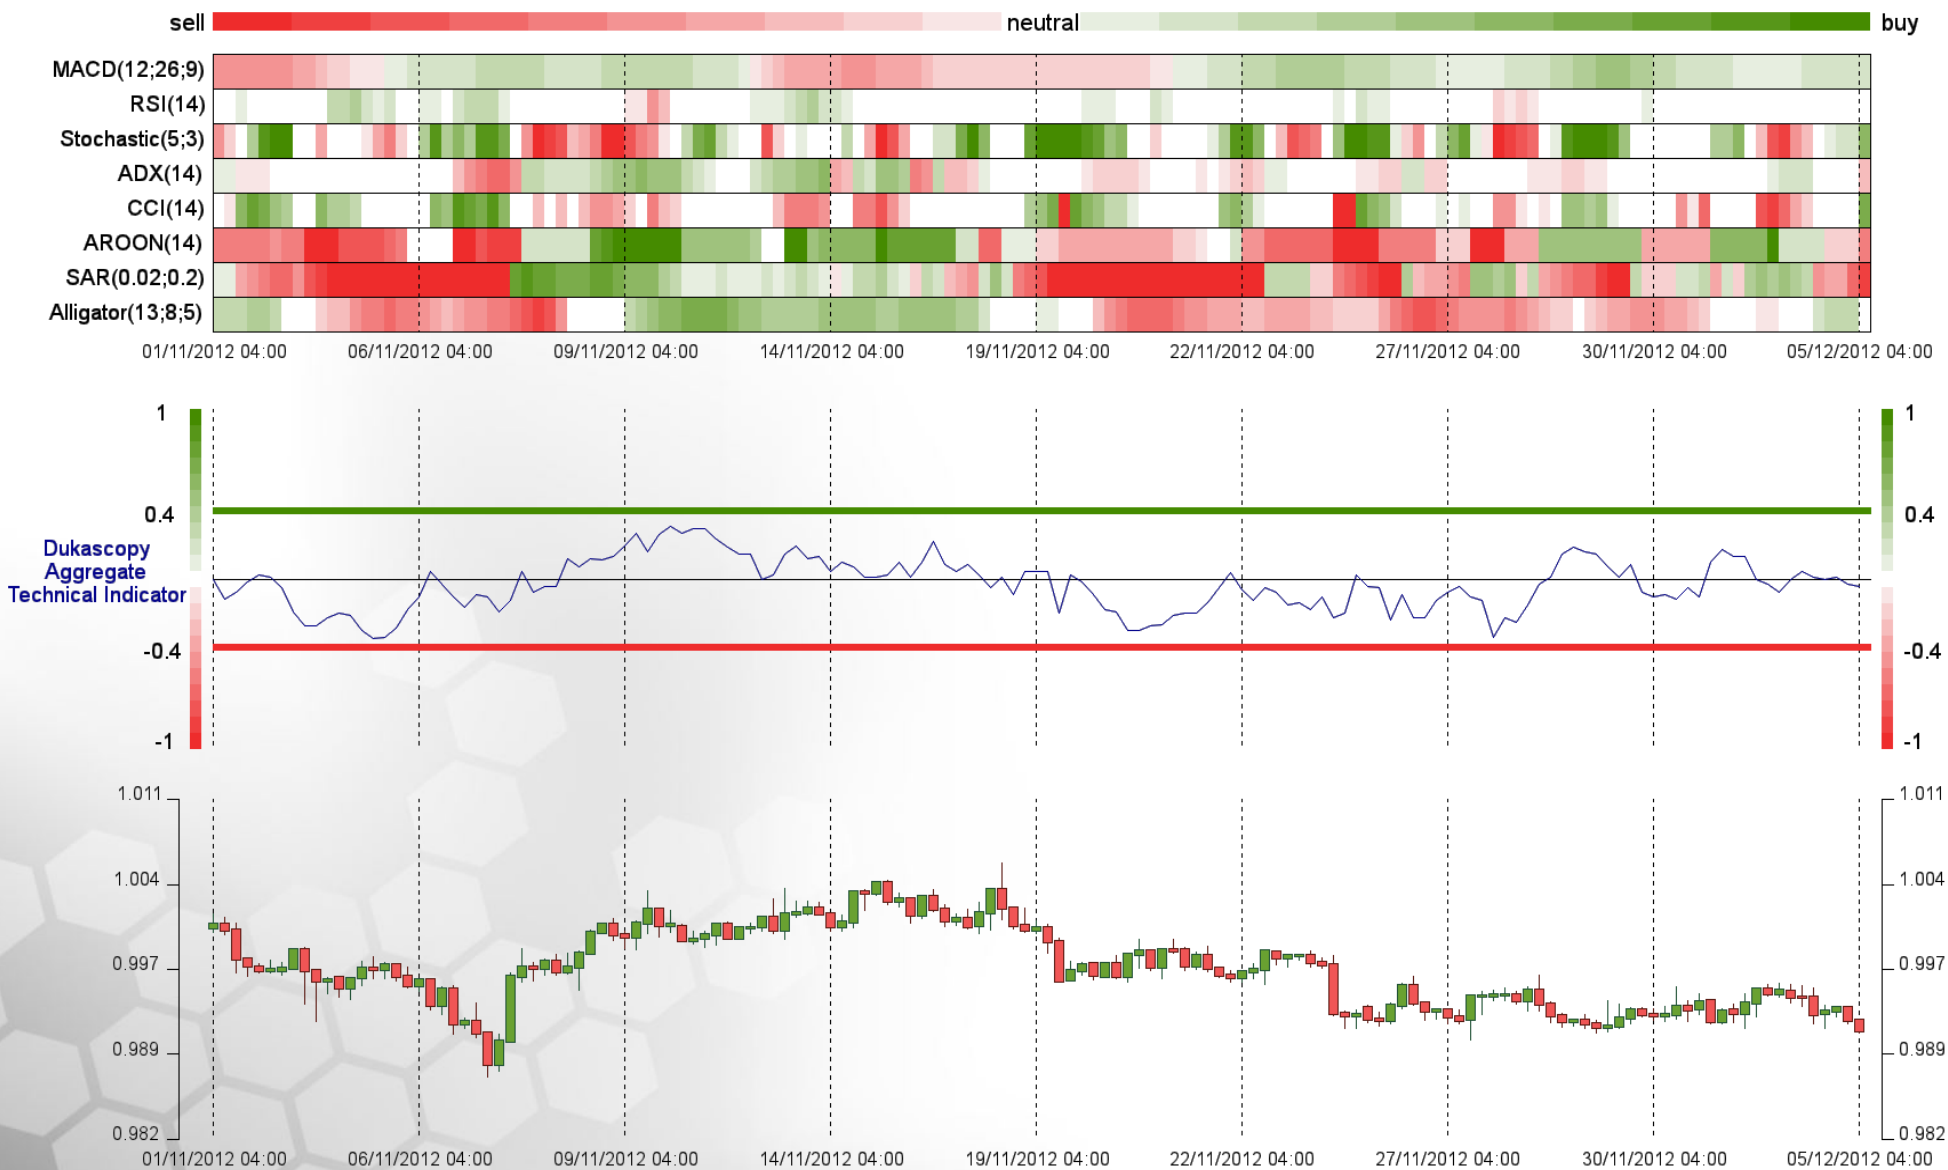 sell neutral buy
MACD(12;26;9)
RSI(14)
Stochastic(5;3)
ADX(14)
CCI(14)
AROON(14)
SAR(0.02;0.2)
Alligator(13;8;5)
01/11/2012 04:00 06/11/2012 04:00 09/11/2012 04:00 14/11/2012 04:00 19/11/2012 04:00 22/11/2012 04:00 27/11/2012 04:00 30/11/2012 04:00 05/12/2012 04:00
1 1
0.4 0.4
Dukascopy
Aggregate
Technical Indicator
-0.4 -0.4
-1 -1
1.011 1.011
1.004 1.004
0.997 0.997
0.989 0.989
0.982 0.982
01/11/2012 04:00 06/11/2012 04:00 09/11/2012 04:00 14/11/2012 04:00 19/11/2012 04:00 22/11/2012 04:00 27/11/2012 04:00 30/11/2012 04:00 05/12/2012 04:00